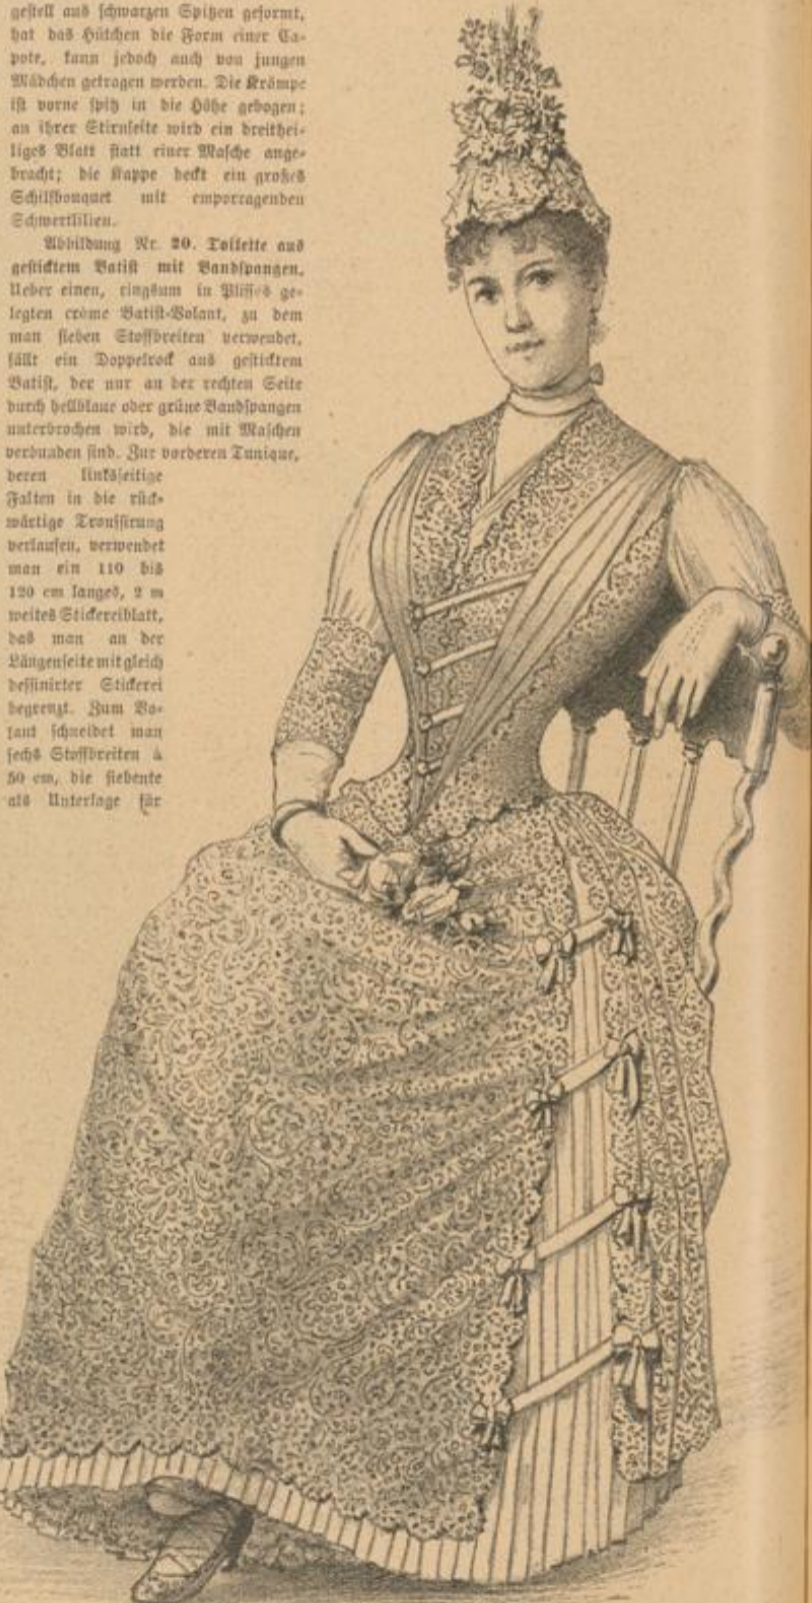 gestell aus schwarzen Spitzen geformt,
hat das Hütchen die Form einer Ca-
pote, kann jedoch auch von jungen
Mädchen getragen werden. Die Krämpe
ist vorne spitz in die Höhe gebogen;
an ihrer Stirnseite wird ein dreithei-
liges Blatt statt einer Masche ange-
bracht; die Kappe deckt ein großes
Schilfbouquet mit emporragenden
Schwertlilien.
Abbildung Nr. 20. Toilette aus
gesticktem Batist mit Bandspangen.
Ueber einen, ringsum in Plissés ge-
legten crème Batist-Volant, zu dem
man sieben Stoffbreiten verwendet,
fällt ein Doppelrock aus gesticktem
Batist, der nur an der rechten Seite
durch hellblaue oder grüne Bandspangen
unterbrochen wird, die mit Maschen
verbunden sind. Zur vorderen Tunique,
deren linksseitige
Falten in die rück-
wärtige Troussirung
verlaufen, verwendet
man ein 110 bis
120 cm langes, 2 m
weites Stickereiblatt,
das man an der
Längenseite mit gleich
dessinirter Stickerei
begrenzt. Zum Vo-
lant schneidet man
sechs Stoffbreiten à
50 cm, die siebente
als Unterlage für